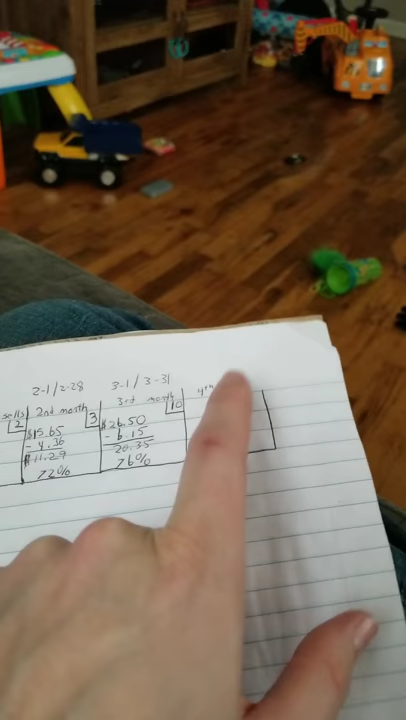 2-1/2-28 3-1/3-31
sells 2nd month 3rd month 4th
2 3 10
$15.65 $26.50
- 4.36 - 6.15
$11.29 20.35
72% 76%